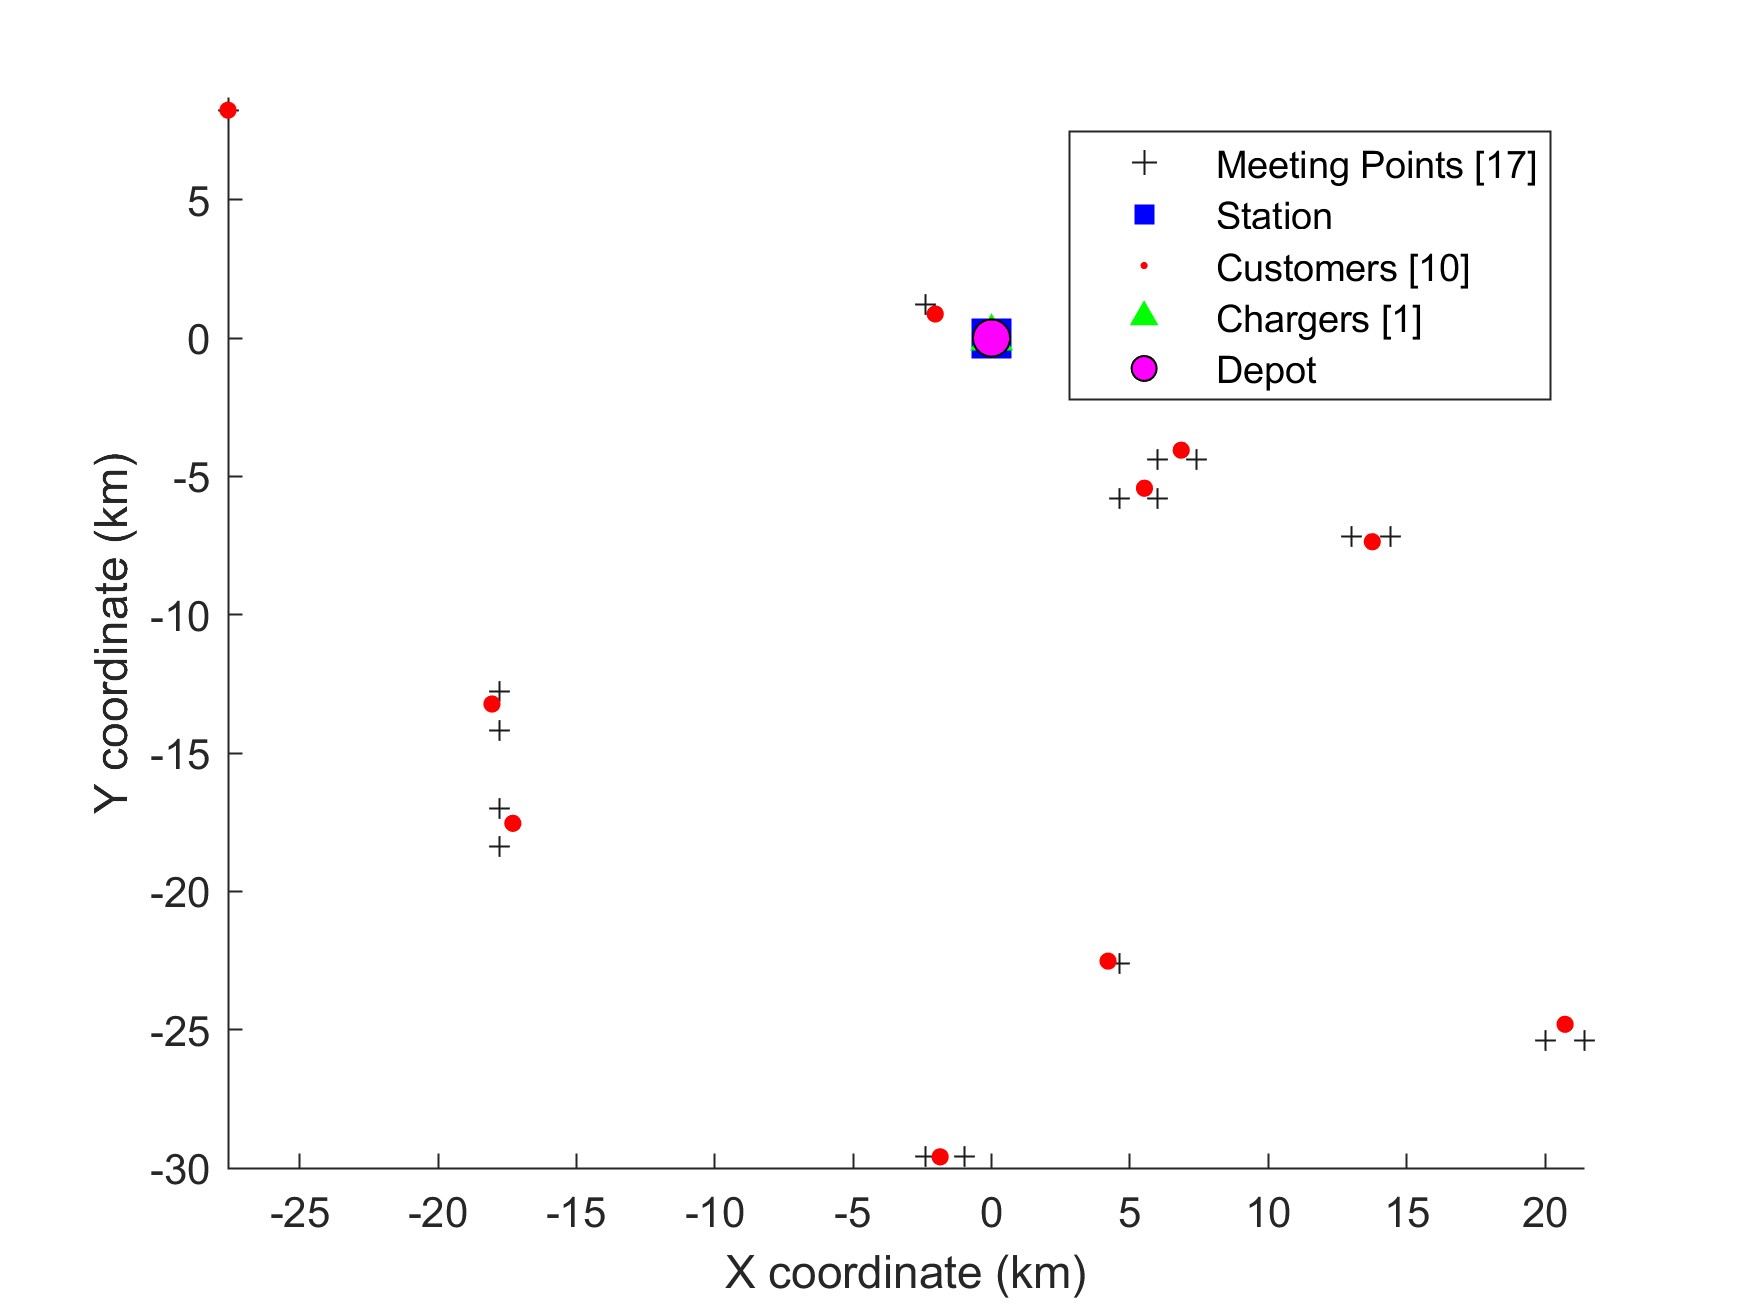 Meeting Points [17]
Station
Customers [10]
Chargers [1]
Depot
5
0
-5
-10
-15
-20
-25
-30
Y coordinate (km)
-25 -20 -15 -10 -5 0 5 10 15 20
X coordinate (km)